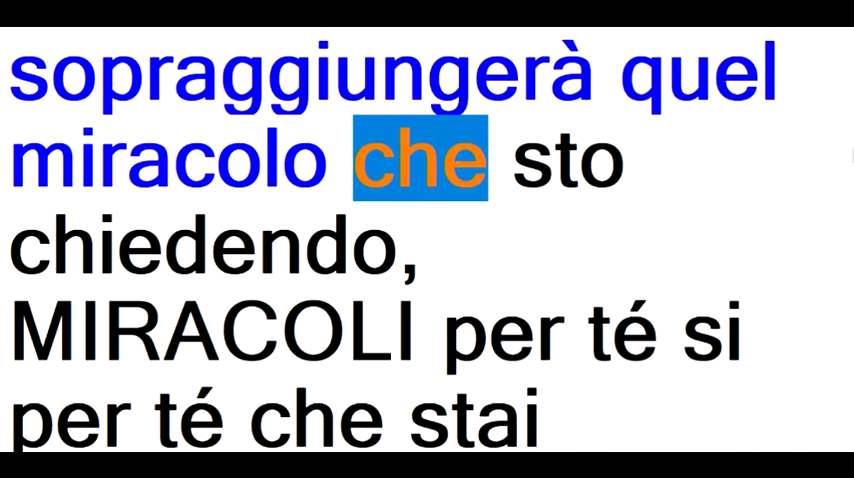 sopraggiungerà quel
miracolo che sto
chiedendo,
MIRACOLI per té si
per té che stai